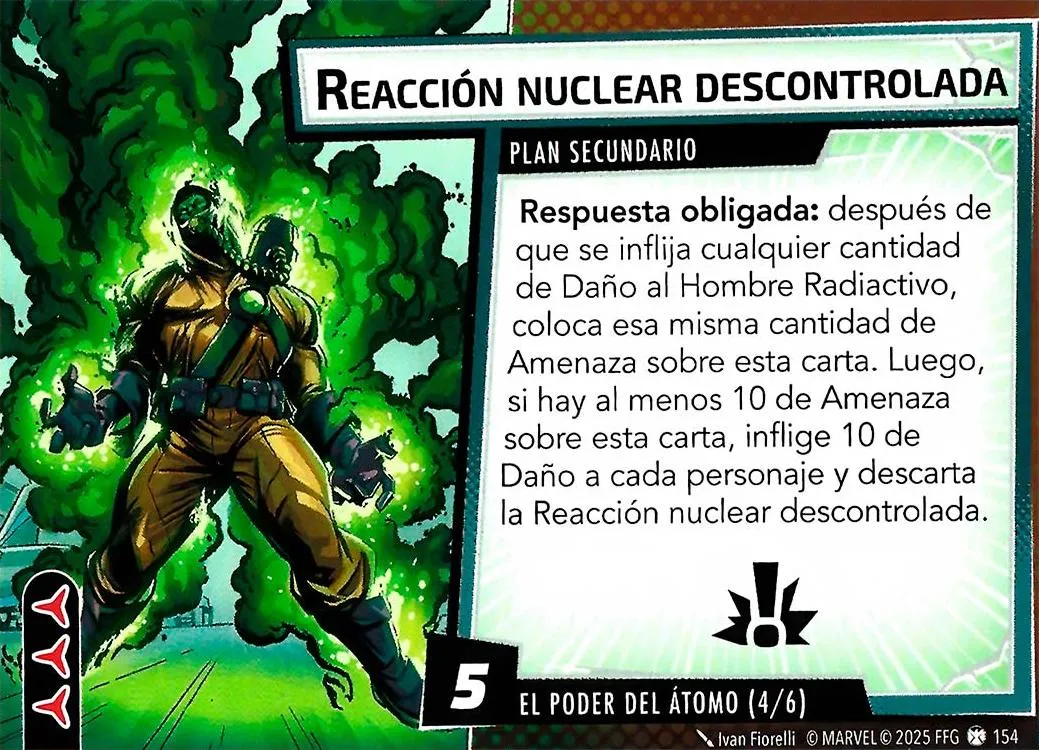 REACCIÓN NUCLEAR DESCONTROLADA
PLAN SECUNDARIO
Respuesta obligada: después de
que se inflija cualquier cantidad
de Daño al Hombre Radiactivo,
coloca esa misma cantidad de
Amenaza sobre esta carta. Luego,
si hay al menos 10 de Amenaza
sobre esta carta, inflige 10 de
Daño a cada personaje y descarta
la Reacción nuclear descontrolada.
5
EL PODER DEL ÁTOMO (4/6)
Ivan Fiorelli © MARVEL © 2025 FFG 154